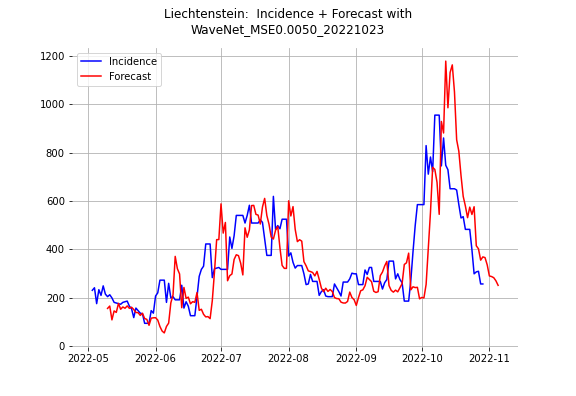 Liechtenstein:  Incidence + Forecast with
WaveNet_MSE0.0050_20221023
Incidence
Forecast
1200
1000
800
600
400
200
0
2022-05 2022-06 2022-07 2022-08 2022-09 2022-10 2022-11